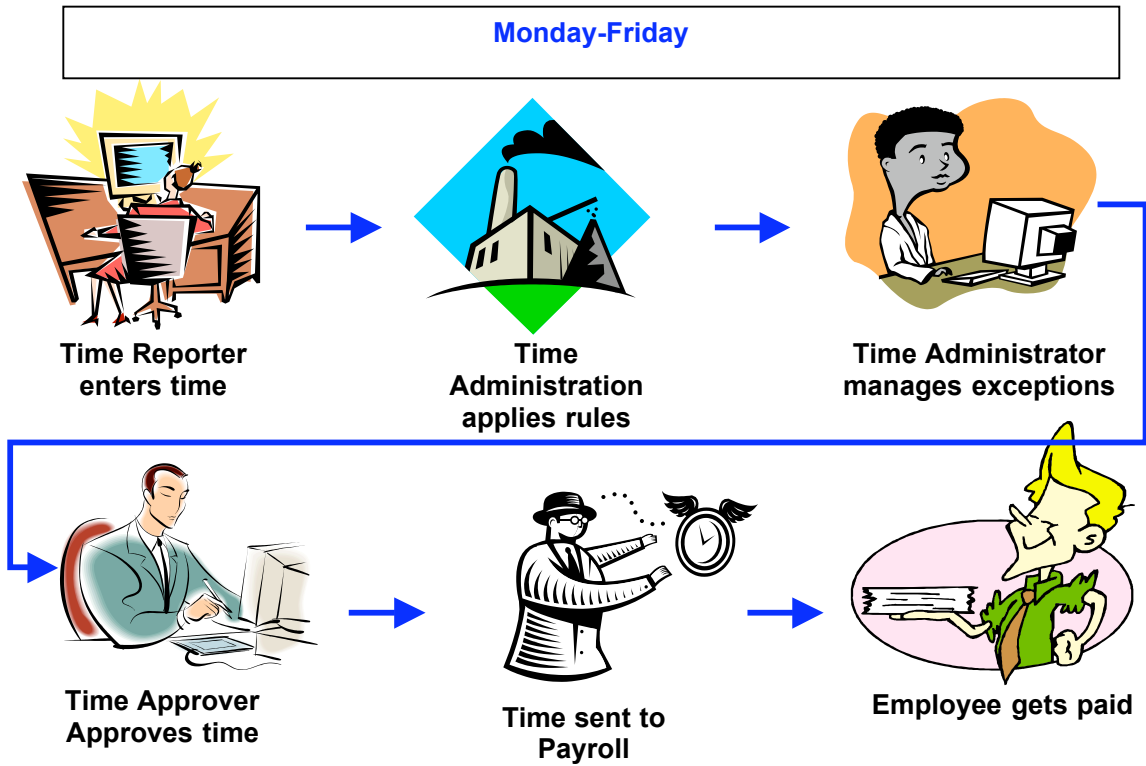 Monday-Friday
Time Reporter
enters time
Time
Administration
applies rules
Time Administrator
manages exceptions
Time Approver
Approves time
Time sent to
Payroll
Employee gets paid